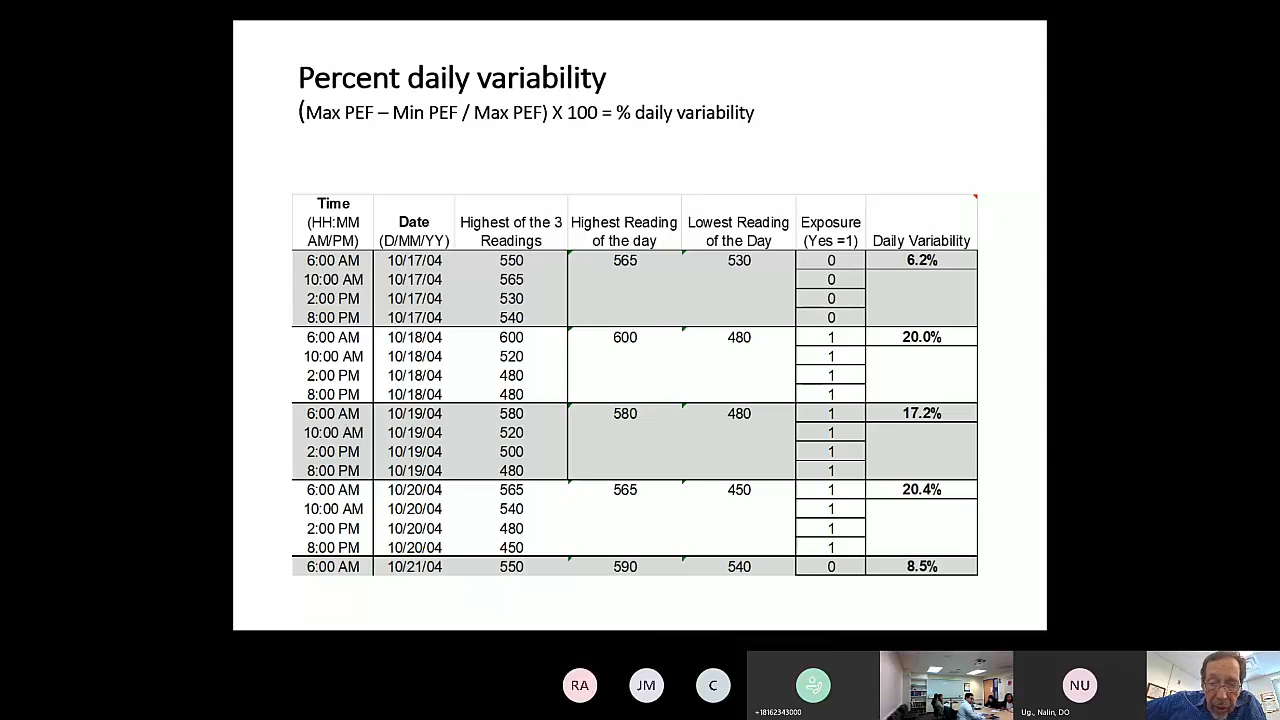 Percent daily variability
(Max PEF – Min PEF / Max PEF) X 100 = % daily variability
Time (HH:MM AM/PM) Date (D/MM/YY) Highest of the 3 Readings Highest Reading of the day Lowest Reading of the Day Exposure (Yes =1) Daily Variability
6:00 AM 10/17/04 550 565 530 0 6.2%
10:00 AM 10/17/04 565 0
2:00 PM 10/17/04 530 0
8:00 PM 10/17/04 540 0
6:00 AM 10/18/04 600 600 480 1 20.0%
10:00 AM 10/18/04 520 1
2:00 PM 10/18/04 480 1
8:00 PM 10/18/04 480 1
6:00 AM 10/19/04 580 580 480 1 17.2%
10:00 AM 10/19/04 520 1
2:00 PM 10/19/04 500 1
8:00 PM 10/19/04 480 1
6:00 AM 10/20/04 565 565 450 1 20.4%
10:00 AM 10/20/04 540 1
2:00 PM 10/20/04 480 1
8:00 PM 10/20/04 450 1
6:00 AM 10/21/04 550 590 540 0 8.5%
RA JM C NU
+18162343000 Ug., Nalin, DO